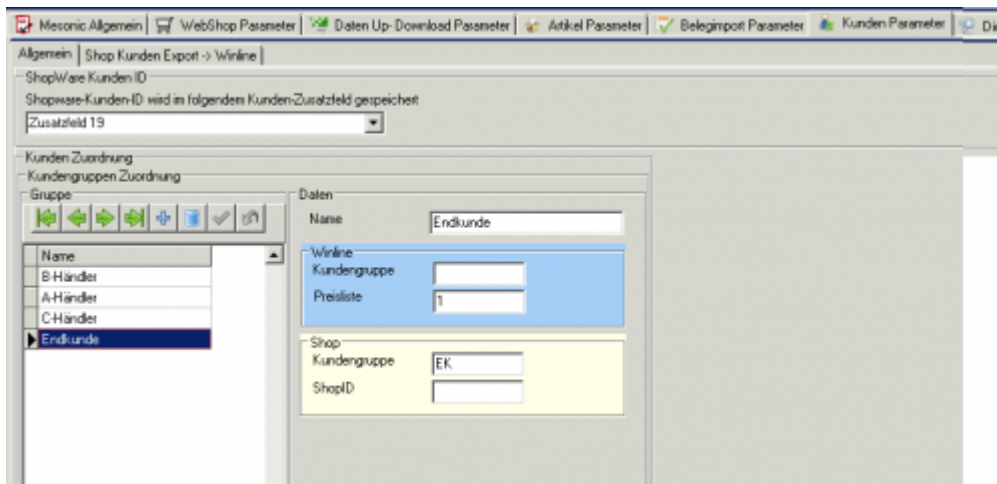 Mesonic Allgemein WebShop Parameter Daten Up- Download Parameter Artikel Parameter Belegimport Parameter Kunden Parameter Di
Allgemein Shop Kunden Export -> Winline
ShopWare Kunden ID
Shopware-Kunden-ID wird im folgendem Kunden-Zusatzfeld gespeichert
Zusatzfeld 19
Kunden Zuordnung
Kundengruppen Zuordnung
Gruppe
Name
B-Händler
A-Händler
C-Händler
Endkunde
Daten
Name Endkunde
Winline
Kundengruppe
Preisliste 1
Shop
Kundengruppe EK
ShopID